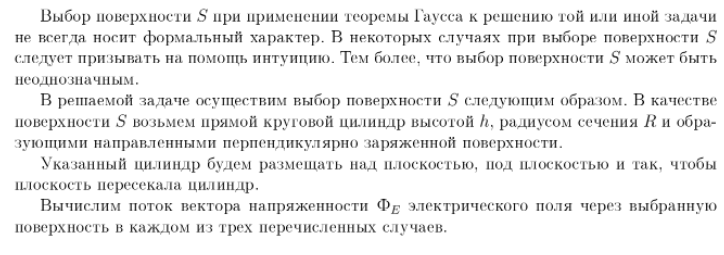 Выбор поверхности S при применении теоремы Гаусса к решению той или иной задачи
не всегда носит формальный характер. В некоторых случаях при выборе поверхности S
следует призывать на помощь интуицию. Тем более, что выбор поверхности S может быть
неоднозначным.
В решаемой задаче осуществим выбор поверхности S следующим образом. В качестве
поверхности S возьмем прямой круговой цилиндр высотой h, радиусом сечения R и обра-
зующими направленными перпендикулярно заряженной поверхности.
Указанный цилиндр будем размещать над плоскостью, под плоскостью и так, чтобы
плоскость пересекала цилиндр.
Вычислим поток вектора напряженности Φ_E электрического поля через выбранную
поверхность в каждом из трех перечисленных случаев.